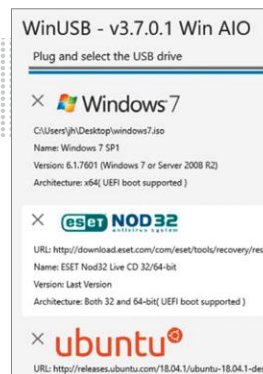 WinUSB - v3.7.0.1 Win AIO
Plug and select the USB drive
× Windows 7
C:\Users\jh\Desktop\windows7.iso
Name: Windows 7 SP1
Version: 6.1.7601 (Windows 7 or Server 2008 R2)
Architecture: x64( UEFI boot supported )
× eset NOD32
antivirus system
URL: http://download.eset.com/com/eset/tools/recovery/res
Name: ESET Nod32 Live CD 32/64-bit
Version: Last Version
Architecture: Both 32 and 64-bit( UEFI boot supported )
× ubuntu
URL: http://releases.ubuntu.com/18.04.1/ubuntu-18.04.1-des